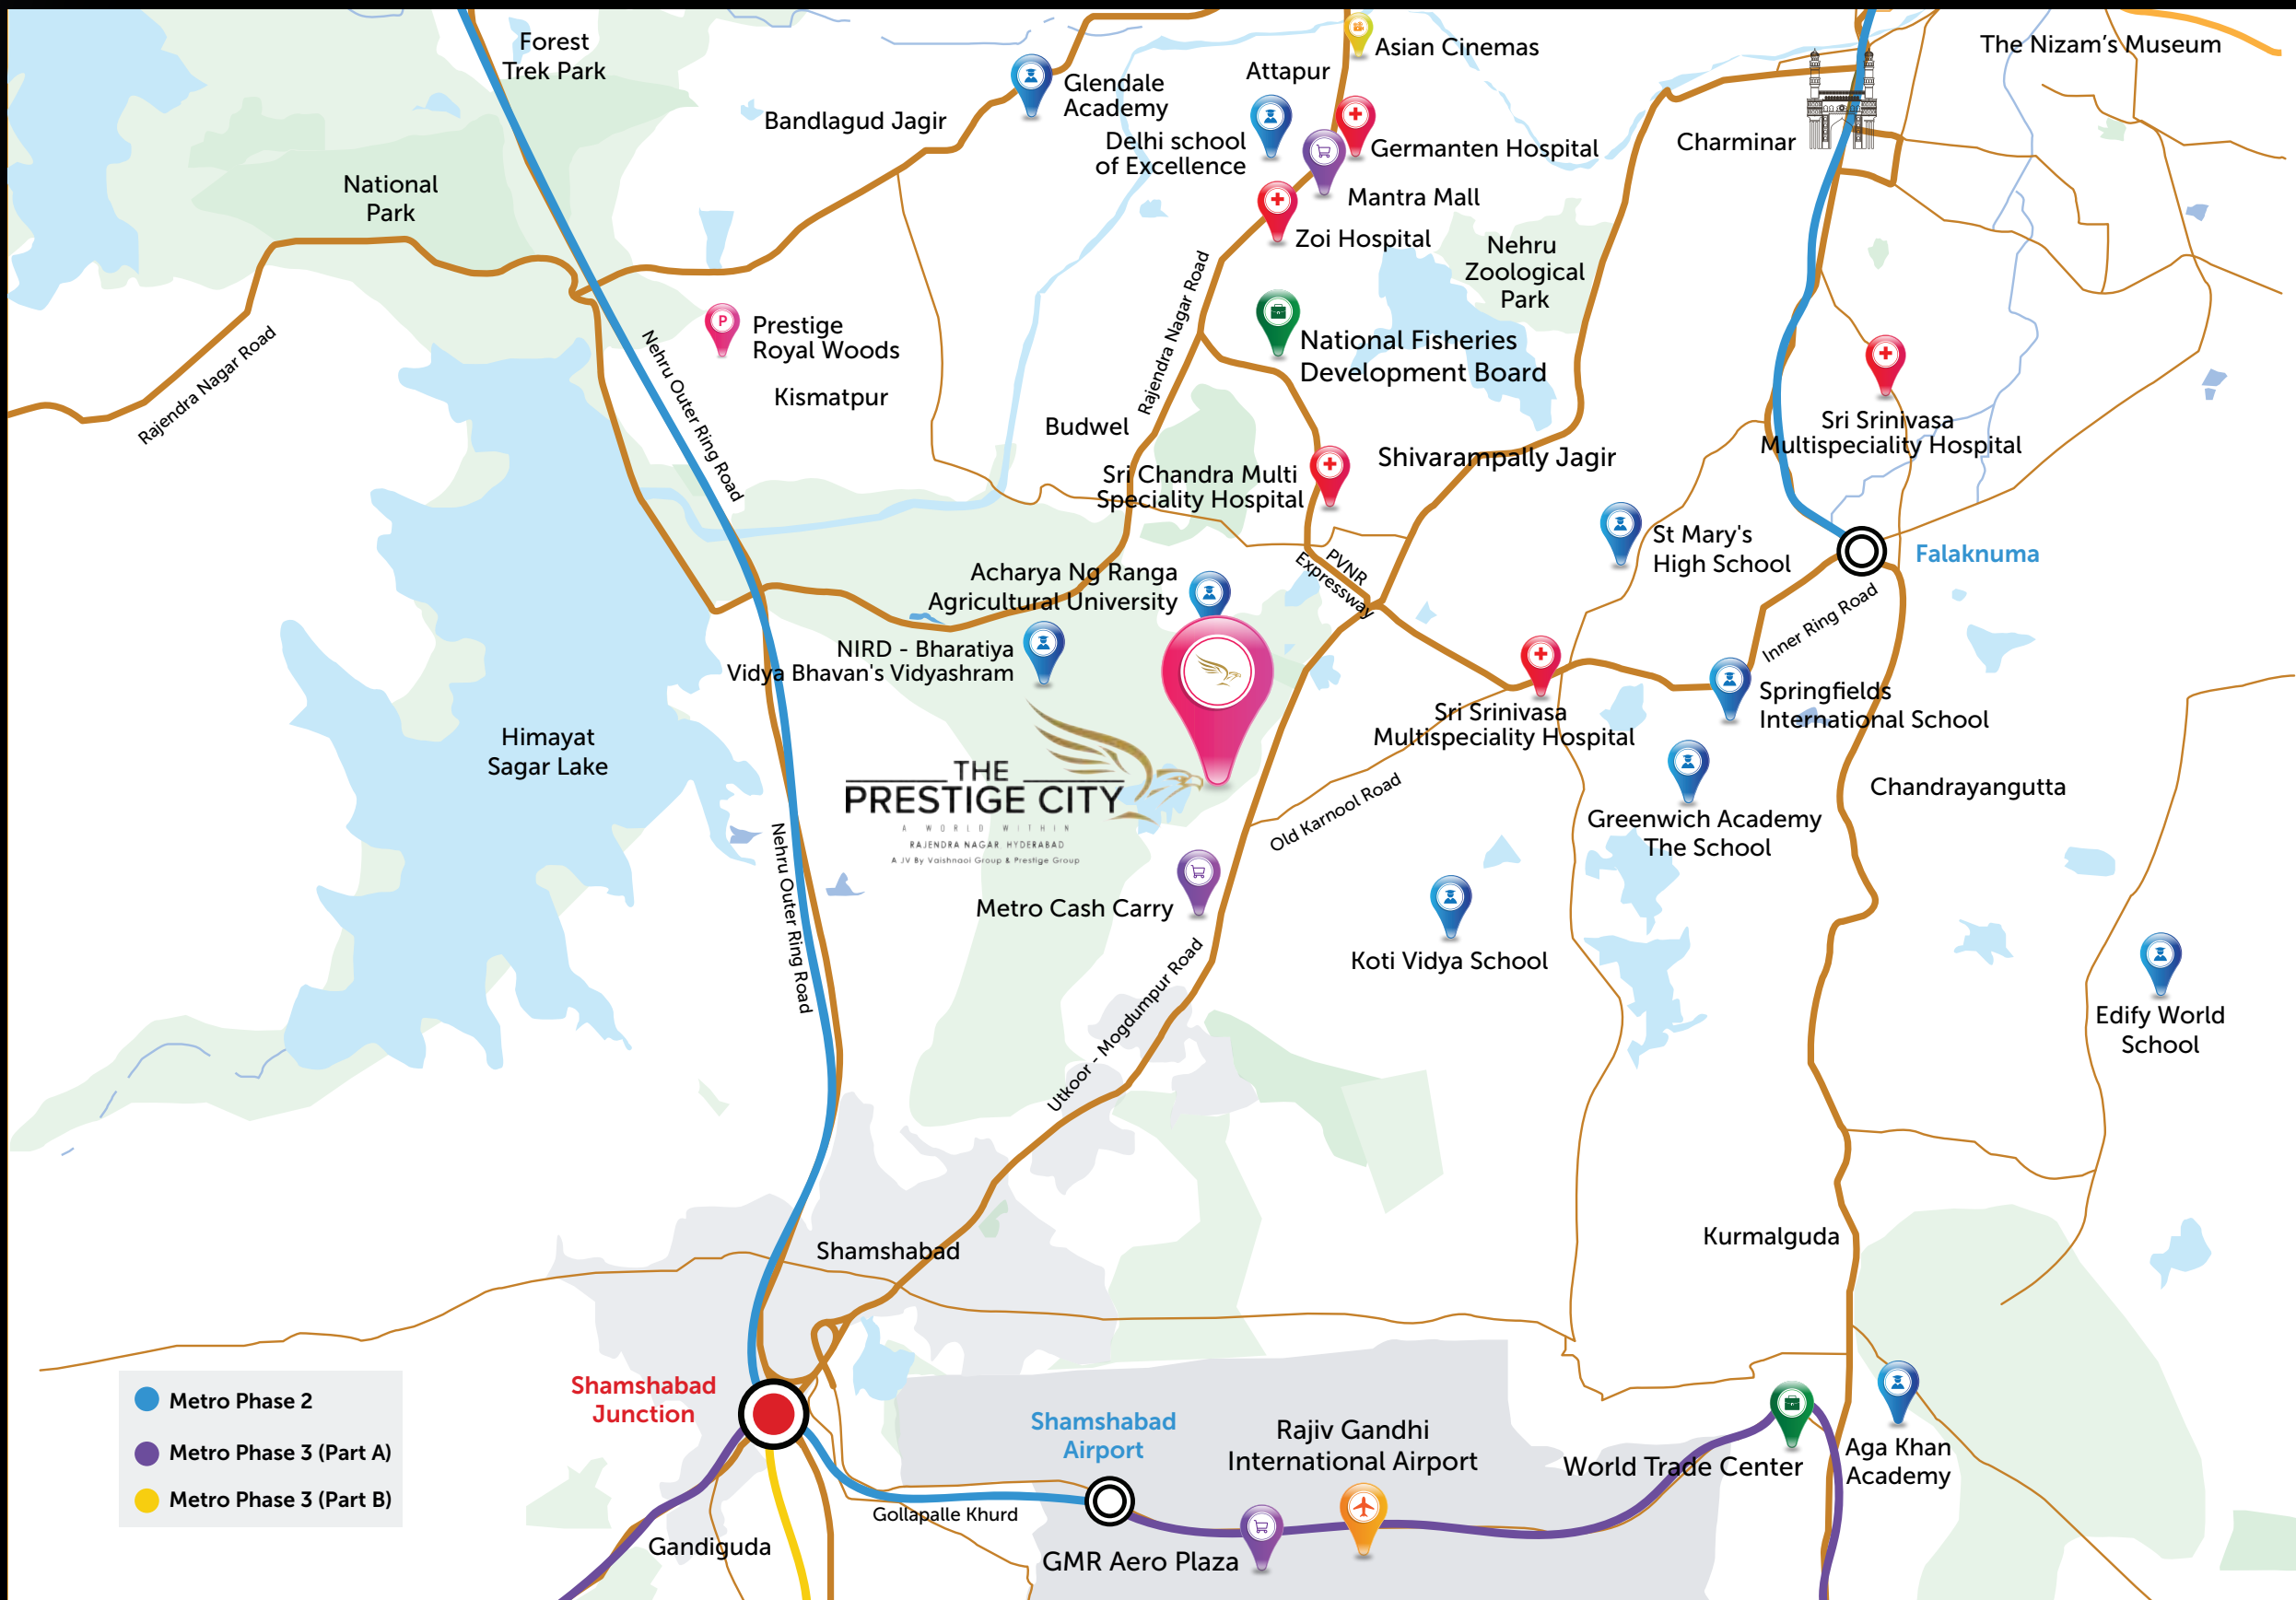 Forest
Trek Park
Glendale
Academy
Attapur
Asian Cinemas
The Nizam's Museum
Bandlagud Jagir
Delhi school
of Excellence
Germanten Hospital
Charminar
National
Park
Mantra Mall
Zoi Hospital
Nehru
Zoological
Park
Rajendra Nagar Road
Nehru Outer Ring Road
P
Prestige
Royal Woods
Rajendra Nagar Road
National Fisheries
Development Board
Kismatpur
Budwel
Sri Srinivasa
Multispeciality Hospital
Sri Chandra Multi
Speciality Hospital
Shivarampally Jagir
St Mary's
High School
Falaknuma
PVNR
Expressway
Acharya Ng Ranga
Agricultural University
Inner Ring Road
NIRD - Bharatiya
Vidya Bhavan's Vidyashram
Springfields
International School
Sri Srinivasa
Multispeciality Hospital
Himayat
Sagar Lake
THE
PRESTIGE CITY
A WORLD WITHIN
RAJENDRA NAGAR HYDERABAD
A JV By Vaishnaoi Group & Prestige Group
Old Karnool Road
Chandrayangutta
Greenwich Academy
The School
Nehru Outer Ring Road
Metro Cash Carry
Koti Vidya School
Utkoor - Mogdumpur Road
Edify World
School
Kurmalguda
Shamshabad
Metro Phase 2
Metro Phase 3 (Part A)
Metro Phase 3 (Part B)
Shamshabad
Junction
Shamshabad
Airport
Rajiv Gandhi
International Airport
World Trade Center
Aga Khan
Academy
Gollapalle Khurd
Gandiguda
GMR Aero Plaza